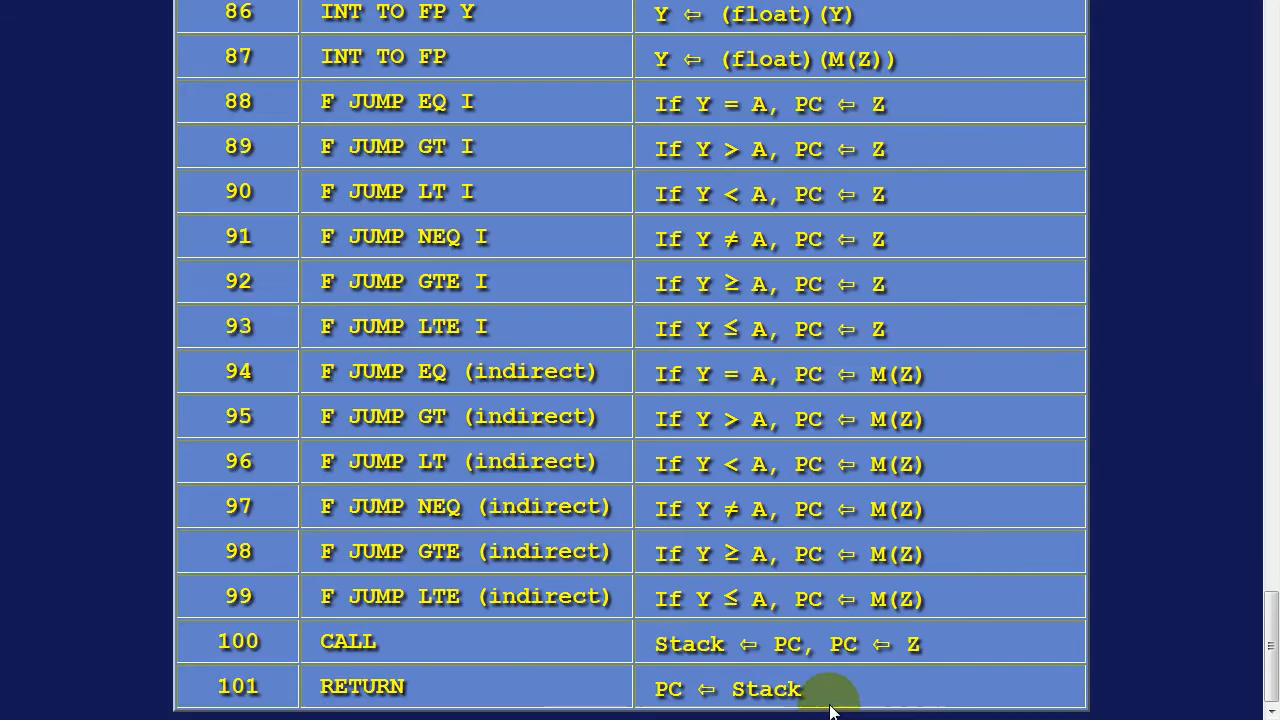 86 INT TO FP Y Y ⇐ (float)(Y)
87 INT TO FP Y ⇐ (float)(M(Z))
88 F JUMP EQ I If Y = A, PC ⇐ Z
89 F JUMP GT I If Y > A, PC ⇐ Z
90 F JUMP LT I If Y < A, PC ⇐ Z
91 F JUMP NEQ I If Y ≠ A, PC ⇐ Z
92 F JUMP GTE I If Y ≥ A, PC ⇐ Z
93 F JUMP LTE I If Y ≤ A, PC ⇐ Z
94 F JUMP EQ (indirect) If Y = A, PC ⇐ M(Z)
95 F JUMP GT (indirect) If Y > A, PC ⇐ M(Z)
96 F JUMP LT (indirect) If Y < A, PC ⇐ M(Z)
97 F JUMP NEQ (indirect) If Y ≠ A, PC ⇐ M(Z)
98 F JUMP GTE (indirect) If Y ≥ A, PC ⇐ M(Z)
99 F JUMP LTE (indirect) If Y ≤ A, PC ⇐ M(Z)
100 CALL Stack ⇐ PC, PC ⇐ Z
101 RETURN PC ⇐ Stack